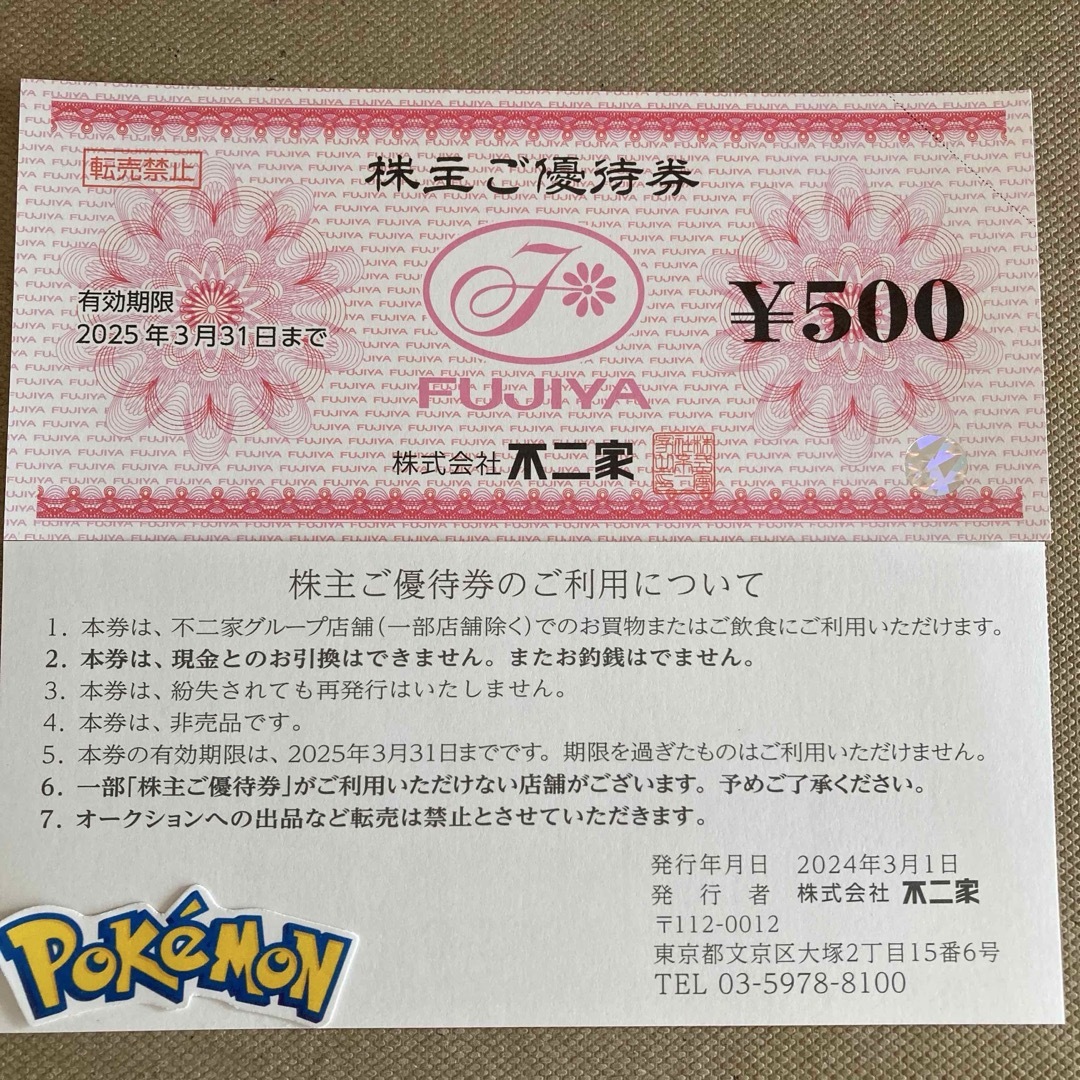 転売禁止
株主ご優待券
有効期限
2025年3月31日まで
¥500
FUJIYA
株式会社 不二家
株主ご優待券のご利用について
1. 本券は、不二家グループ店舗(一部店舗除く)でのお買物またはご飲食にご利用いただけます。
2. 本券は、現金とのお引換はできません。またお釣銭はでません。
3. 本券は、紛失されても再発行はいたしません。
4. 本券は、非売品です。
5. 本券の有効期限は、2025年3月31日までです。期限を過ぎたものはご利用いただけません。
6. 一部「株主ご優待券」がご利用いただけない店舗がございます。予めご了承ください。
7. オークションへの出品など転売は禁止とさせていただきます。
発行年月日 2024年3月1日
発行者 株式会社 不二家
〒112-0012
東京都文京区大塚2丁目15番6号
TEL 03-5978-8100
POKéMON